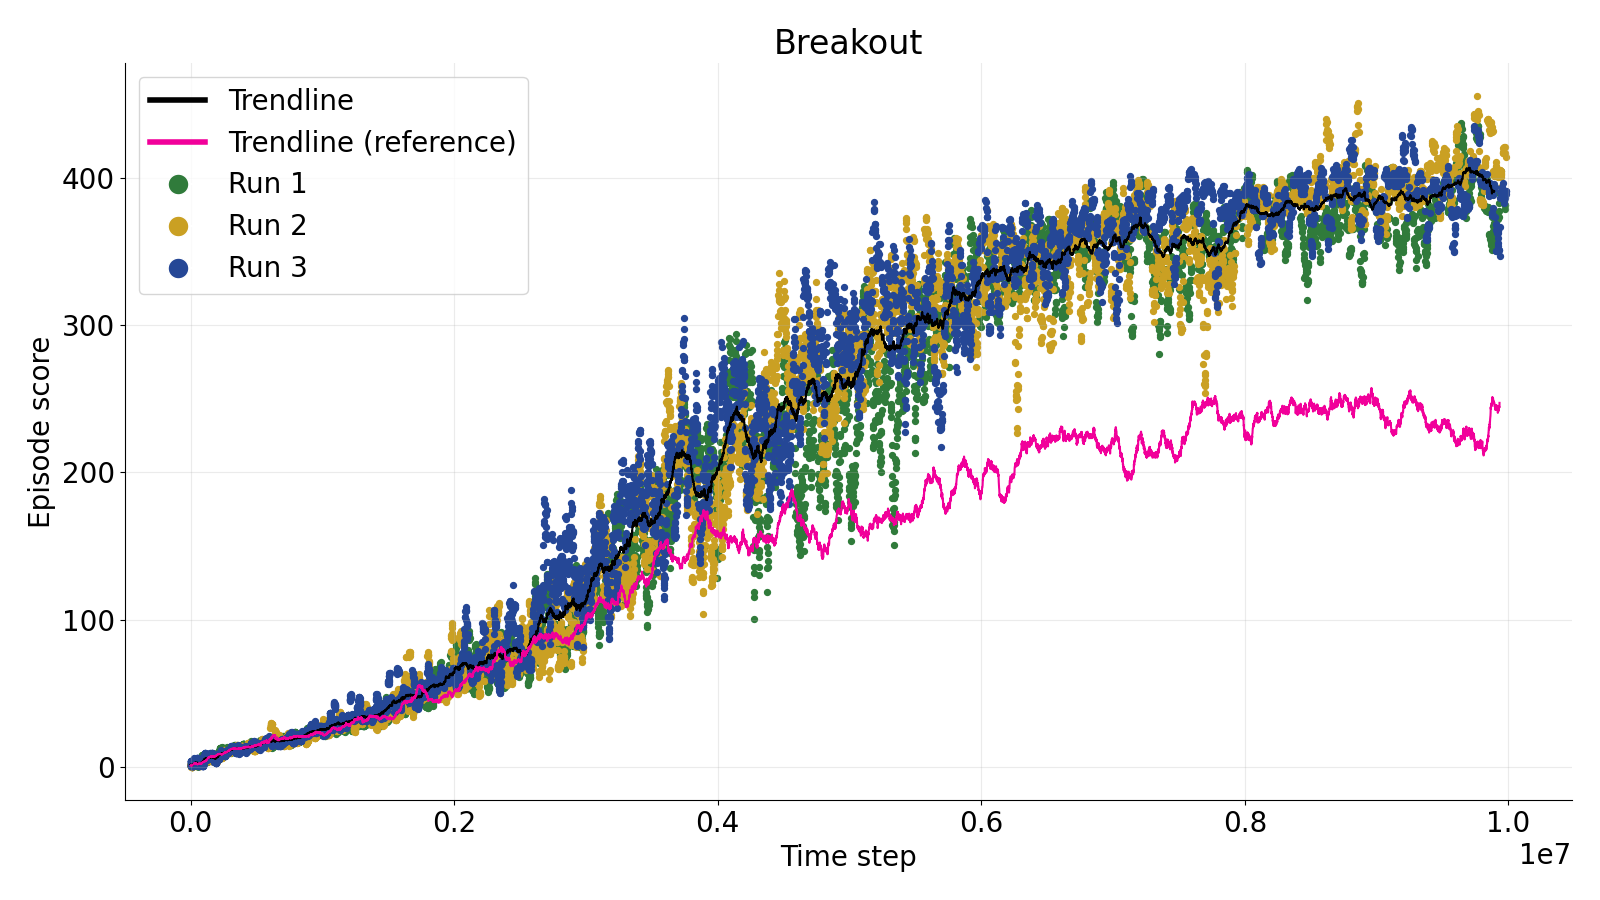 Breakout
Trendline
Trendline (reference)
Run 1
Run 2
Run 3
Episode score
400
300
200
100
0
0.0 0.2 0.4 0.6 0.8 1.0
Time step
1e7